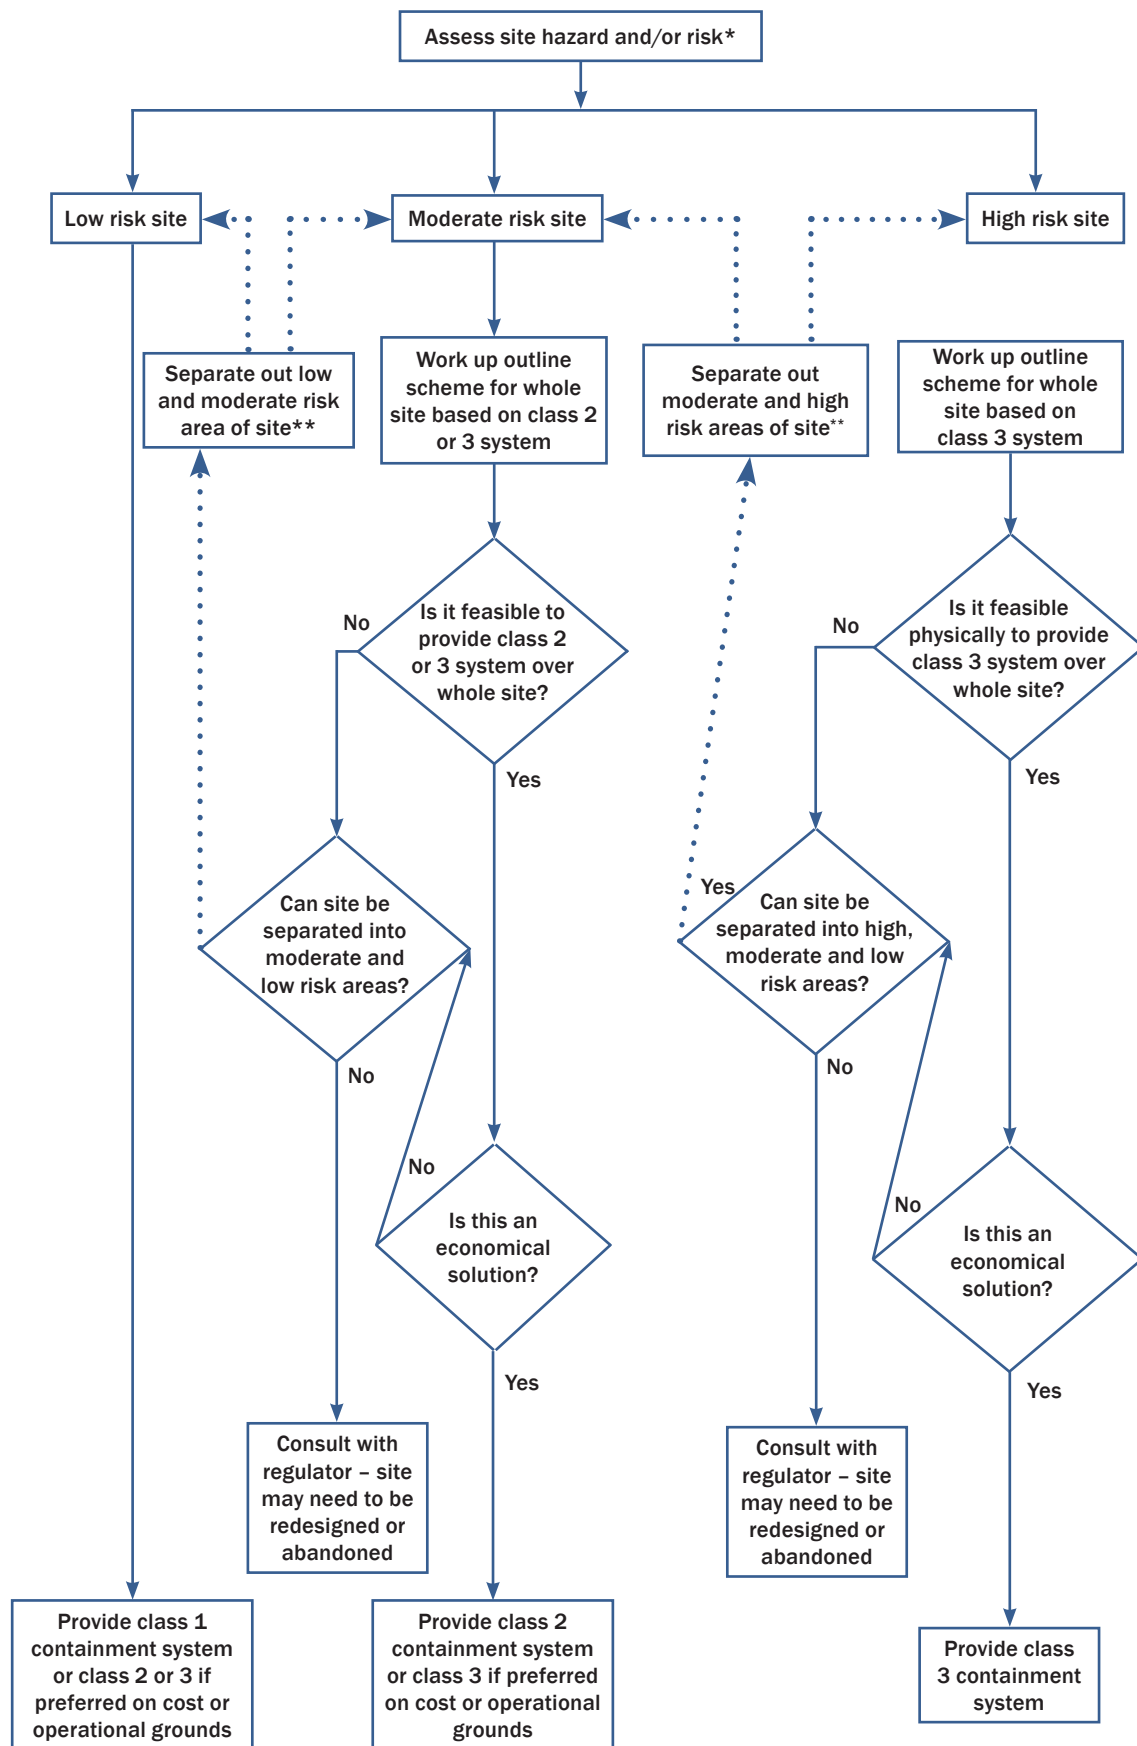 Assess site hazard and/or risk*
Low risk site
Moderate risk site
High risk site
Separate out low
and moderate risk
area of site**
Work up outline
scheme for whole
site based on class 2
or 3 system
Separate out
moderate and high
risk areas of site**
Work up outline
scheme for whole
site based on
class 3 system
No
Is it feasible to
provide class 2
or 3 system over
whole site?
Yes
No
Is it feasible
physically to provide
class 3 system over
whole site?
Yes
Can site be
separated into
moderate and
low risk areas?
No
Yes
Can site be
separated into high,
moderate and low
risk areas?
No
No
Is this an
economical
solution?
Yes
No
Is this an
economical
solution?
Yes
Consult with
regulator – site
may need to be
redesigned or
abandoned
Consult with
regulator – site
may need to be
redesigned or
abandoned
Provide class 1
containment system
or class 2 or 3 if
preferred on cost or
operational grounds
Provide class 2
containment system
or class 3 if preferred
on cost or operational
grounds
Provide class
3 containment
system